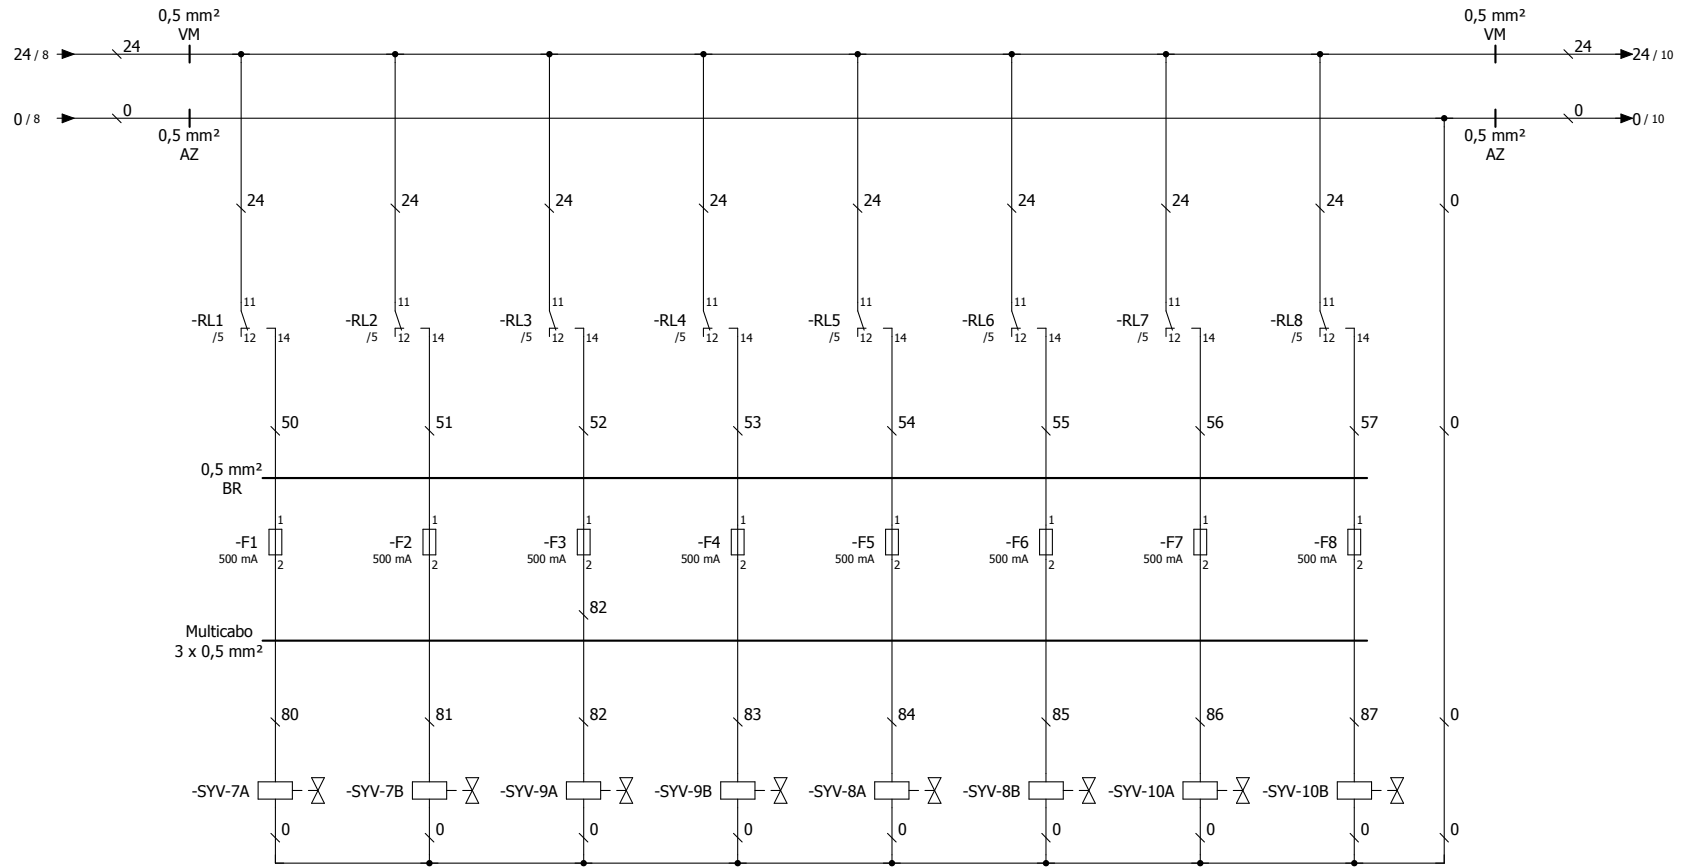 0,5 mm² 0,5 mm²
VM VM
24 / 8 24 24 24 / 10
0 / 8 0 0 0 / 10
0,5 mm² 0,5 mm²
AZ AZ
24 24 24 24 24 24 24 24 0
11 11 11 11 11 11 11 11
-RL1 -RL2 -RL3 -RL4 -RL5 -RL6 -RL7 -RL8
/5 12 14 /5 12 14 /5 12 14 /5 12 14 /5 12 14 /5 12 14 /5 12 14 /5 12 14
50 51 52 53 54 55 56 57 0
0,5 mm²
BR
1 1 1 1 1 1 1 1
-F1 -F2 -F3 -F4 -F5 -F6 -F7 -F8
500 mA 2 500 mA 2 500 mA 2 500 mA 2 500 mA 2 500 mA 2 500 mA 2 500 mA 2
82
Multicabo
3 x 0,5 mm²
80 81 82 83 84 85 86 87 0
-SYV-7A -SYV-7B -SYV-9A -SYV-9B -SYV-8A -SYV-8B -SYV-10A -SYV-10B
0 0 0 0 0 0 0 0 0